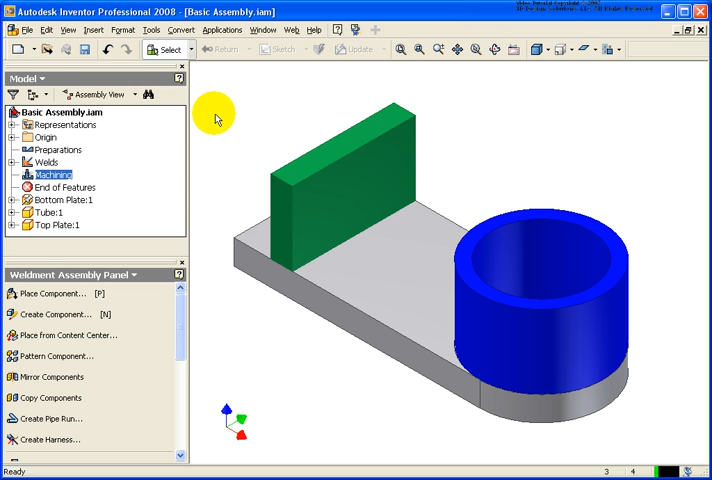 Autodesk Inventor Professional 2008 - [Basic Assembly.iam]
File Edit View Insert Format Tools Convert Applications Window Web Help
Select Return Sketch Update
Model
Assembly View
Basic Assembly.iam
Representations
Origin
Preparations
Welds
Machining
End of Features
Bottom Plate:1
Tube:1
Top Plate:1
Weldment Assembly Panel
Place Component... [P]
Create Component... [N]
Place from Content Center...
Pattern Component...
Mirror Components
Copy Components
Create Pipe Run...
Create Harness...
Ready 3 4